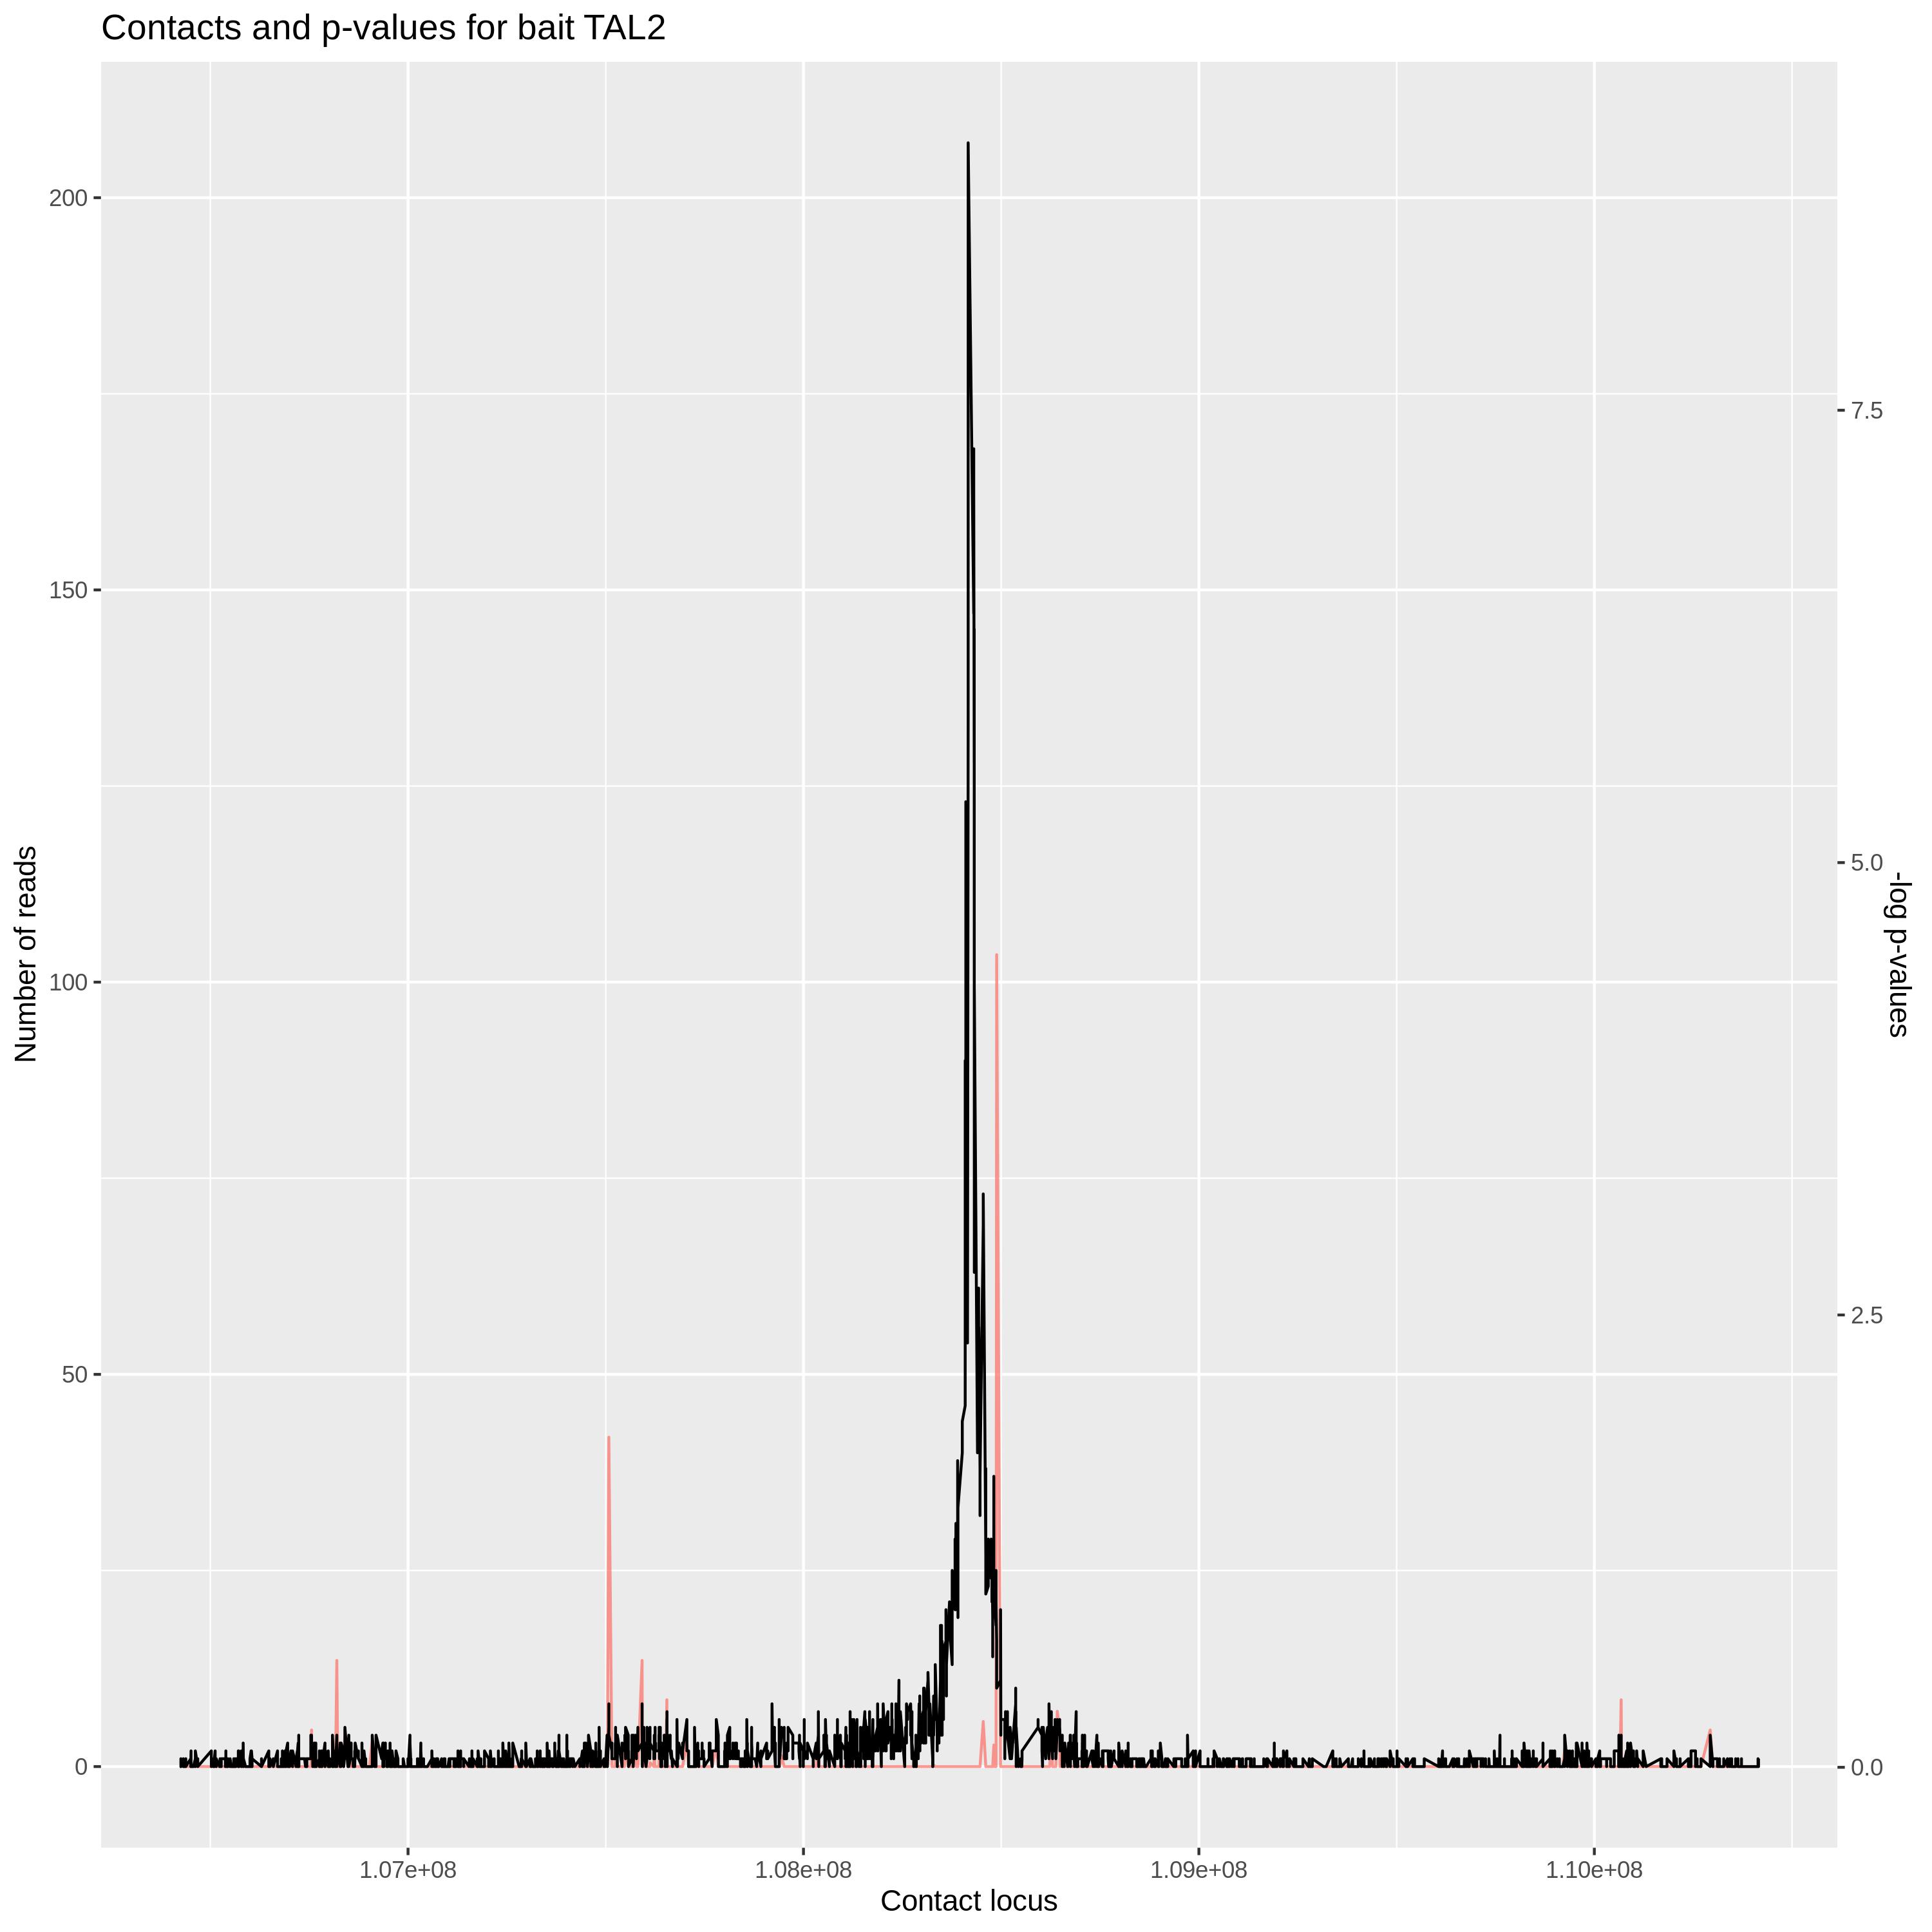 Contacts and p-values for bait TAL2
200
150
100
50
0
Number of reads
7.5
5.0
2.5
0.0
-log p-values
1.07e+08
1.08e+08
1.09e+08
1.10e+08
Contact locus